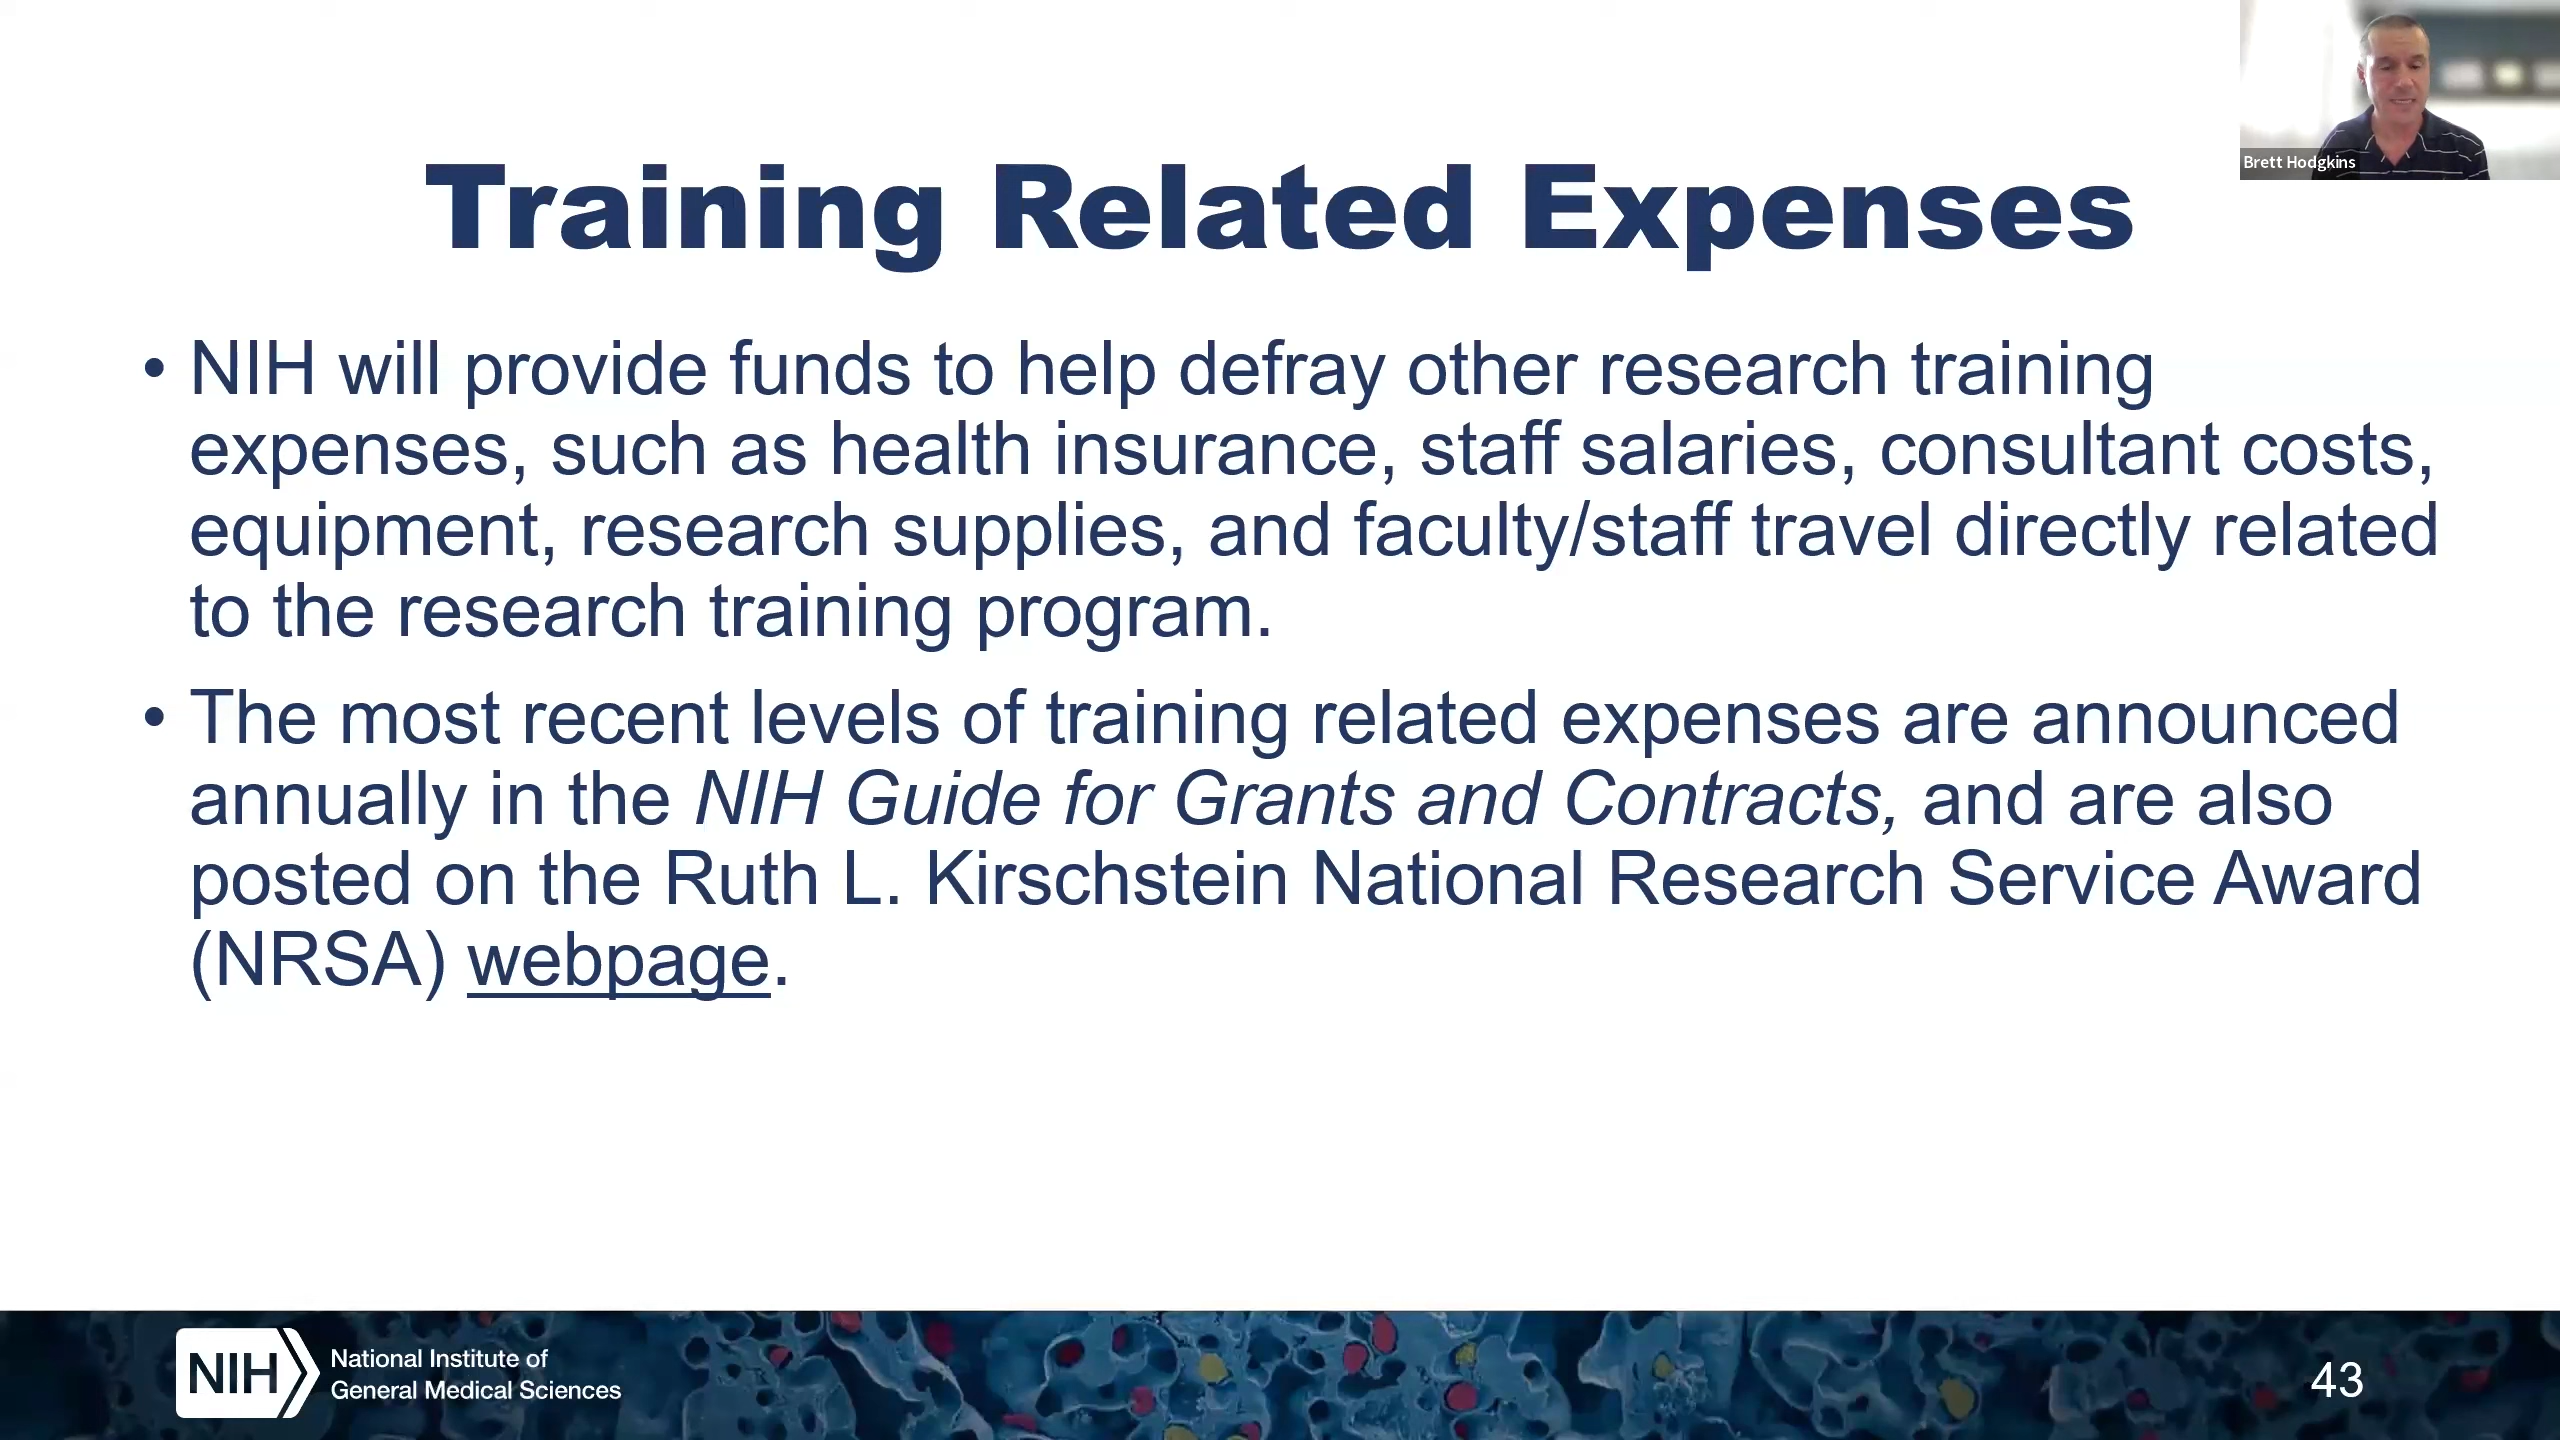 Brett Hodgkins
Training Related Expenses
• NIH will provide funds to help defray other research training
expenses, such as health insurance, staff salaries, consultant costs,
equipment, research supplies, and faculty/staff travel directly related
to the research training program.
• The most recent levels of training related expenses are announced
annually in the NIH Guide for Grants and Contracts, and are also
posted on the Ruth L. Kirschstein National Research Service Award
(NRSA) webpage.
NIH
National Institute of
General Medical Sciences
43